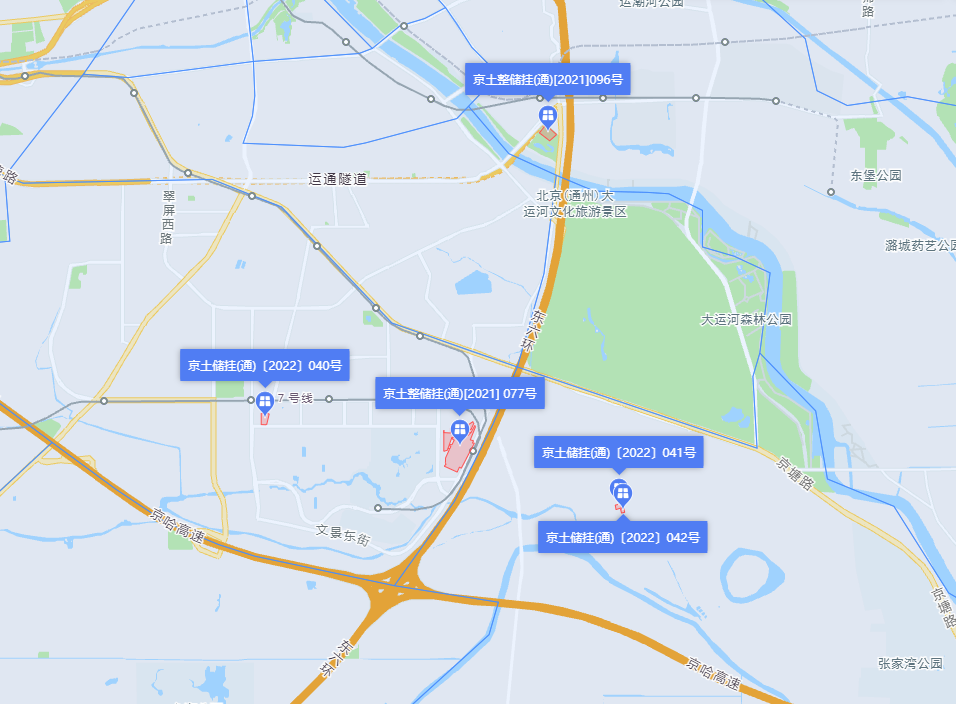 运潮河公园
路
京土整储挂(通)[2021]096号
运通隧道
东堡公园
翠屏西路
北京(通州)大
运河文化旅游景区
潞城药艺公园
大运河森林公园
东六环
京土储挂(通)〔2022〕040号
京土整储挂(通)[2021] 077号
7 号线
京土储挂(通)〔2022〕041号
京塘路
京哈高速
文景东街
京土储挂(通)〔2022〕042号
京塘路
东六环
京哈高速
张家湾公园